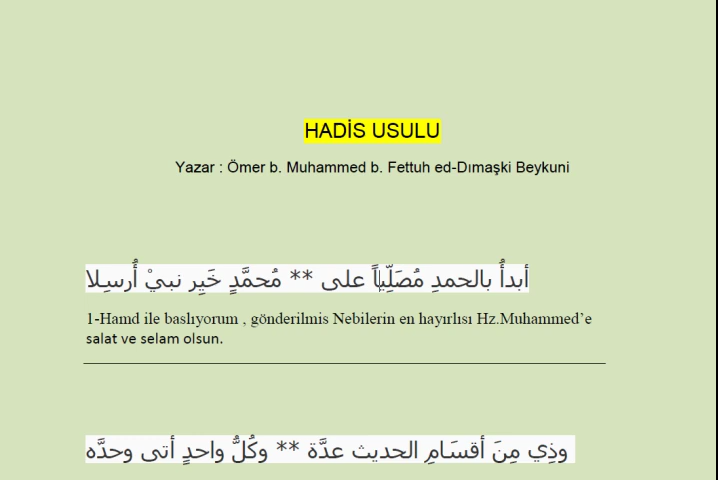 HADİS USULU
Yazar : Ömer b. Muhammed b. Fettuh ed-Dımaşki Beykuni
أبدأُ بالحمدِ مُصَلِّياً على ** مُحمَّدٍ خَيِر نبيْ أُرسِلا
1-Hamd ile baslıyorum , gönderilmis Nebilerin en hayırlısı Hz.Muhammed’e
salat ve selam olsun.
وذِي مِنَ أقسَامِ الحديث عدَّة ** وكُلٌّ واحدٍ أتى وحدَّه